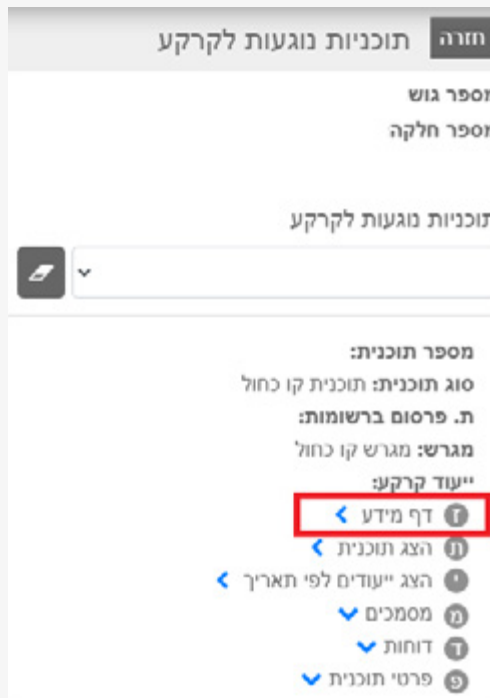 חזרה תוכניות נוגעות לקרקע
מספר גוש
מספר חלקה
תוכניות נוגעות לקרקע
מספר תוכנית:
סוג תוכנית: תוכנית קו כחול
ת. פרסום ברשומות:
מגרש: מגרש קו כחול
ייעוד קרקע:
ד דף מידע
ת הצג תוכנית
י הצג ייעודים לפי תאריך
מ מסמכים
ד דוחות
פ פרטי תוכנית